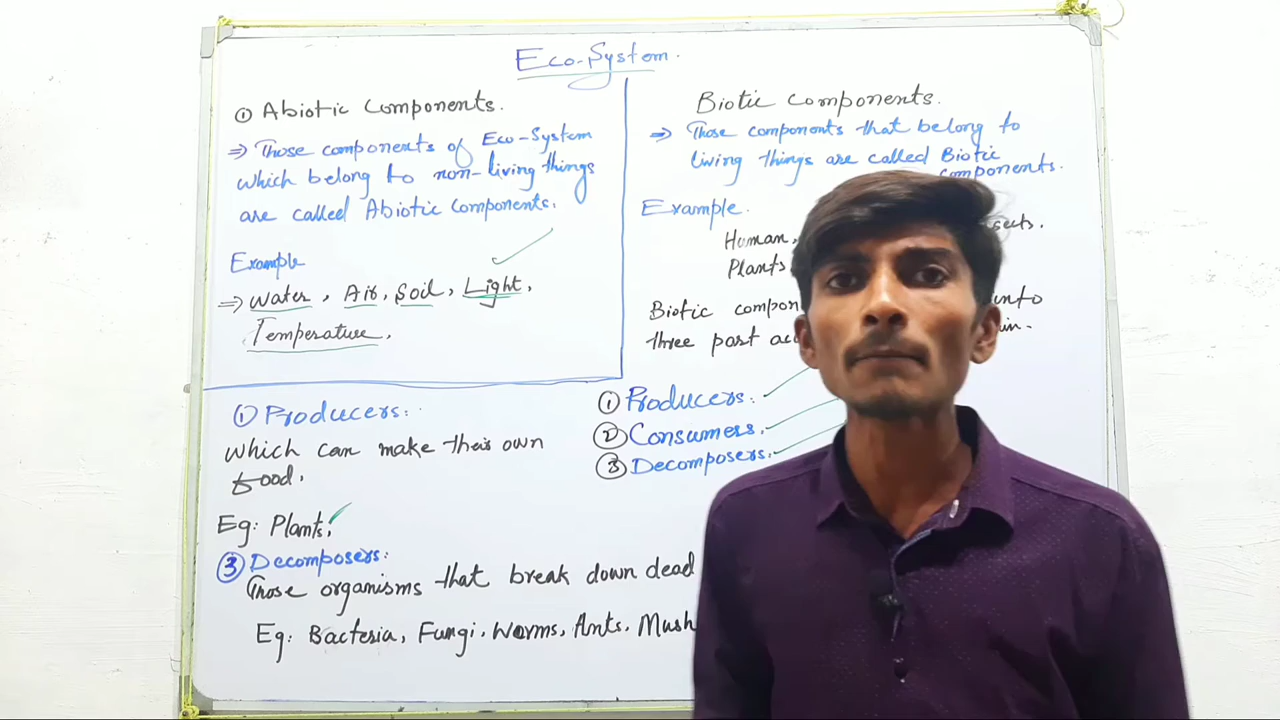 Eco-System.
① Abiotic Components.
⇒ Those components of Eco-System
which belong to non-living things
are called Abiotic Components.
Example
⇒ Water, Air, Soil, Light,
Temperature.
Biotic components.
⇒ Those components that belong to
living things are called Biotic
components.
Example.
Human,
Plants
Biotic into
three part
① Producers:
② Consumers.
③ Decomposers.
① Producers:
which can make their own
food.
Eg: Plants.
③ Decomposers:
Those organisms that break down dead
Eg: Bacteria, Fungi, Worms, Ants,